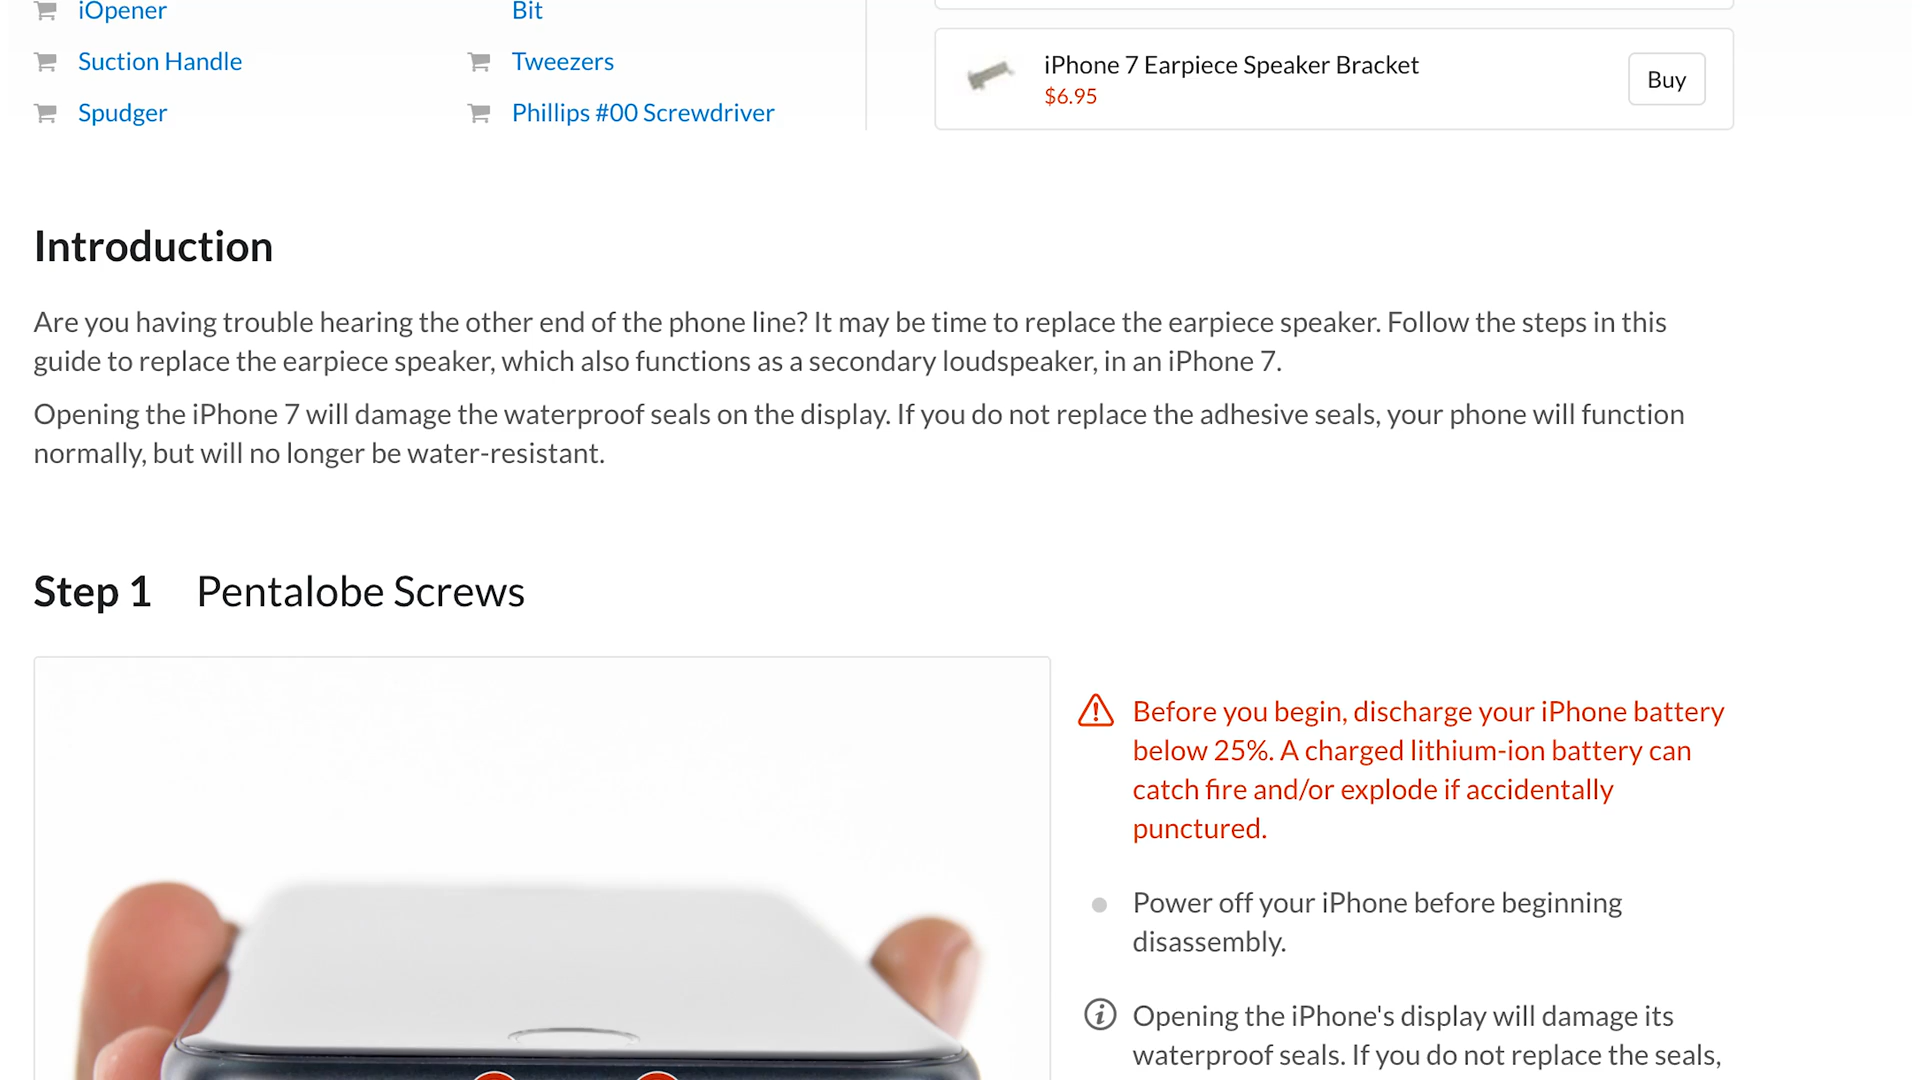 iOpener
Bit
Suction Handle
Tweezers
Spudger
Phillips #00 Screwdriver
iPhone 7 Earpiece Speaker Bracket
$6.95
Buy
Introduction
Are you having trouble hearing the other end of the phone line? It may be time to replace the earpiece speaker. Follow the steps in this
guide to replace the earpiece speaker, which also functions as a secondary loudspeaker, in an iPhone 7.
Opening the iPhone 7 will damage the waterproof seals on the display. If you do not replace the adhesive seals, your phone will function
normally, but will no longer be water-resistant.
Step 1 Pentalobe Screws
Before you begin, discharge your iPhone battery
below 25%. A charged lithium-ion battery can
catch fire and/or explode if accidentally
punctured.
Power off your iPhone before beginning
disassembly.
Opening the iPhone's display will damage its
waterproof seals. If you do not replace the seals,